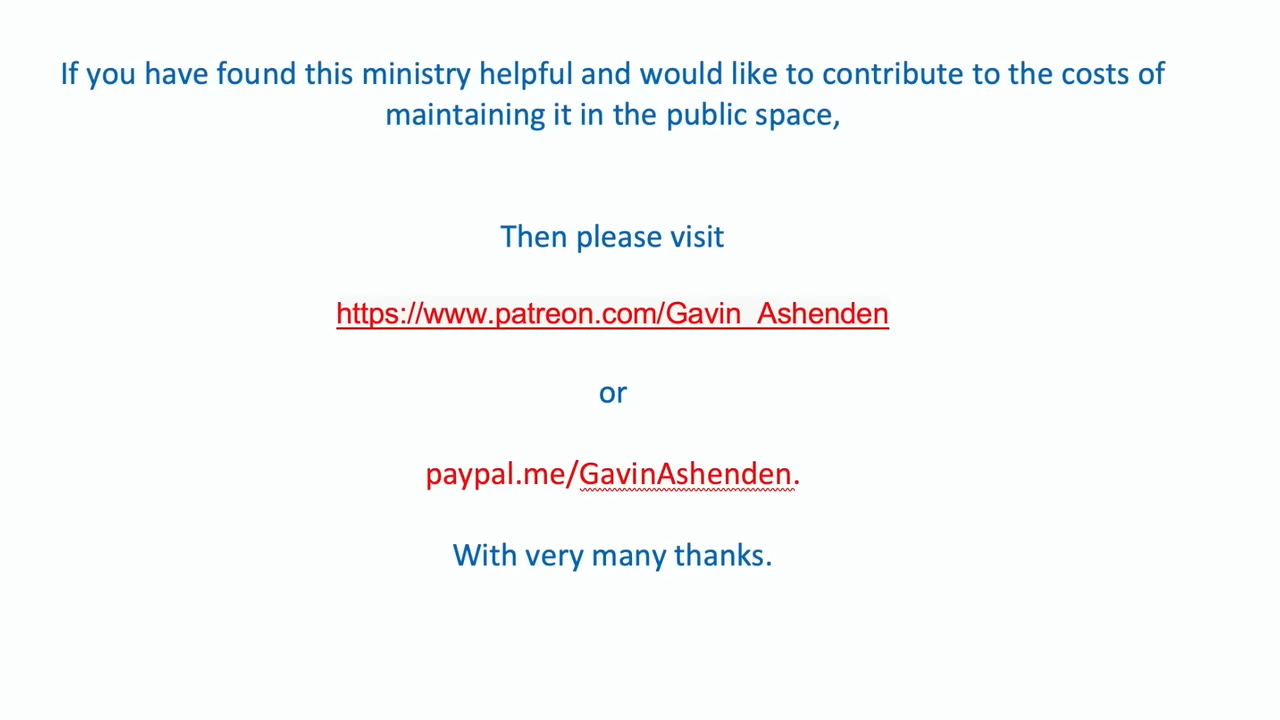 If you have found this ministry helpful and would like to contribute to the costs of
maintaining it in the public space,
Then please visit
https://www.patreon.com/Gavin_Ashenden
or
paypal.me/GavinAshenden.
With very many thanks.